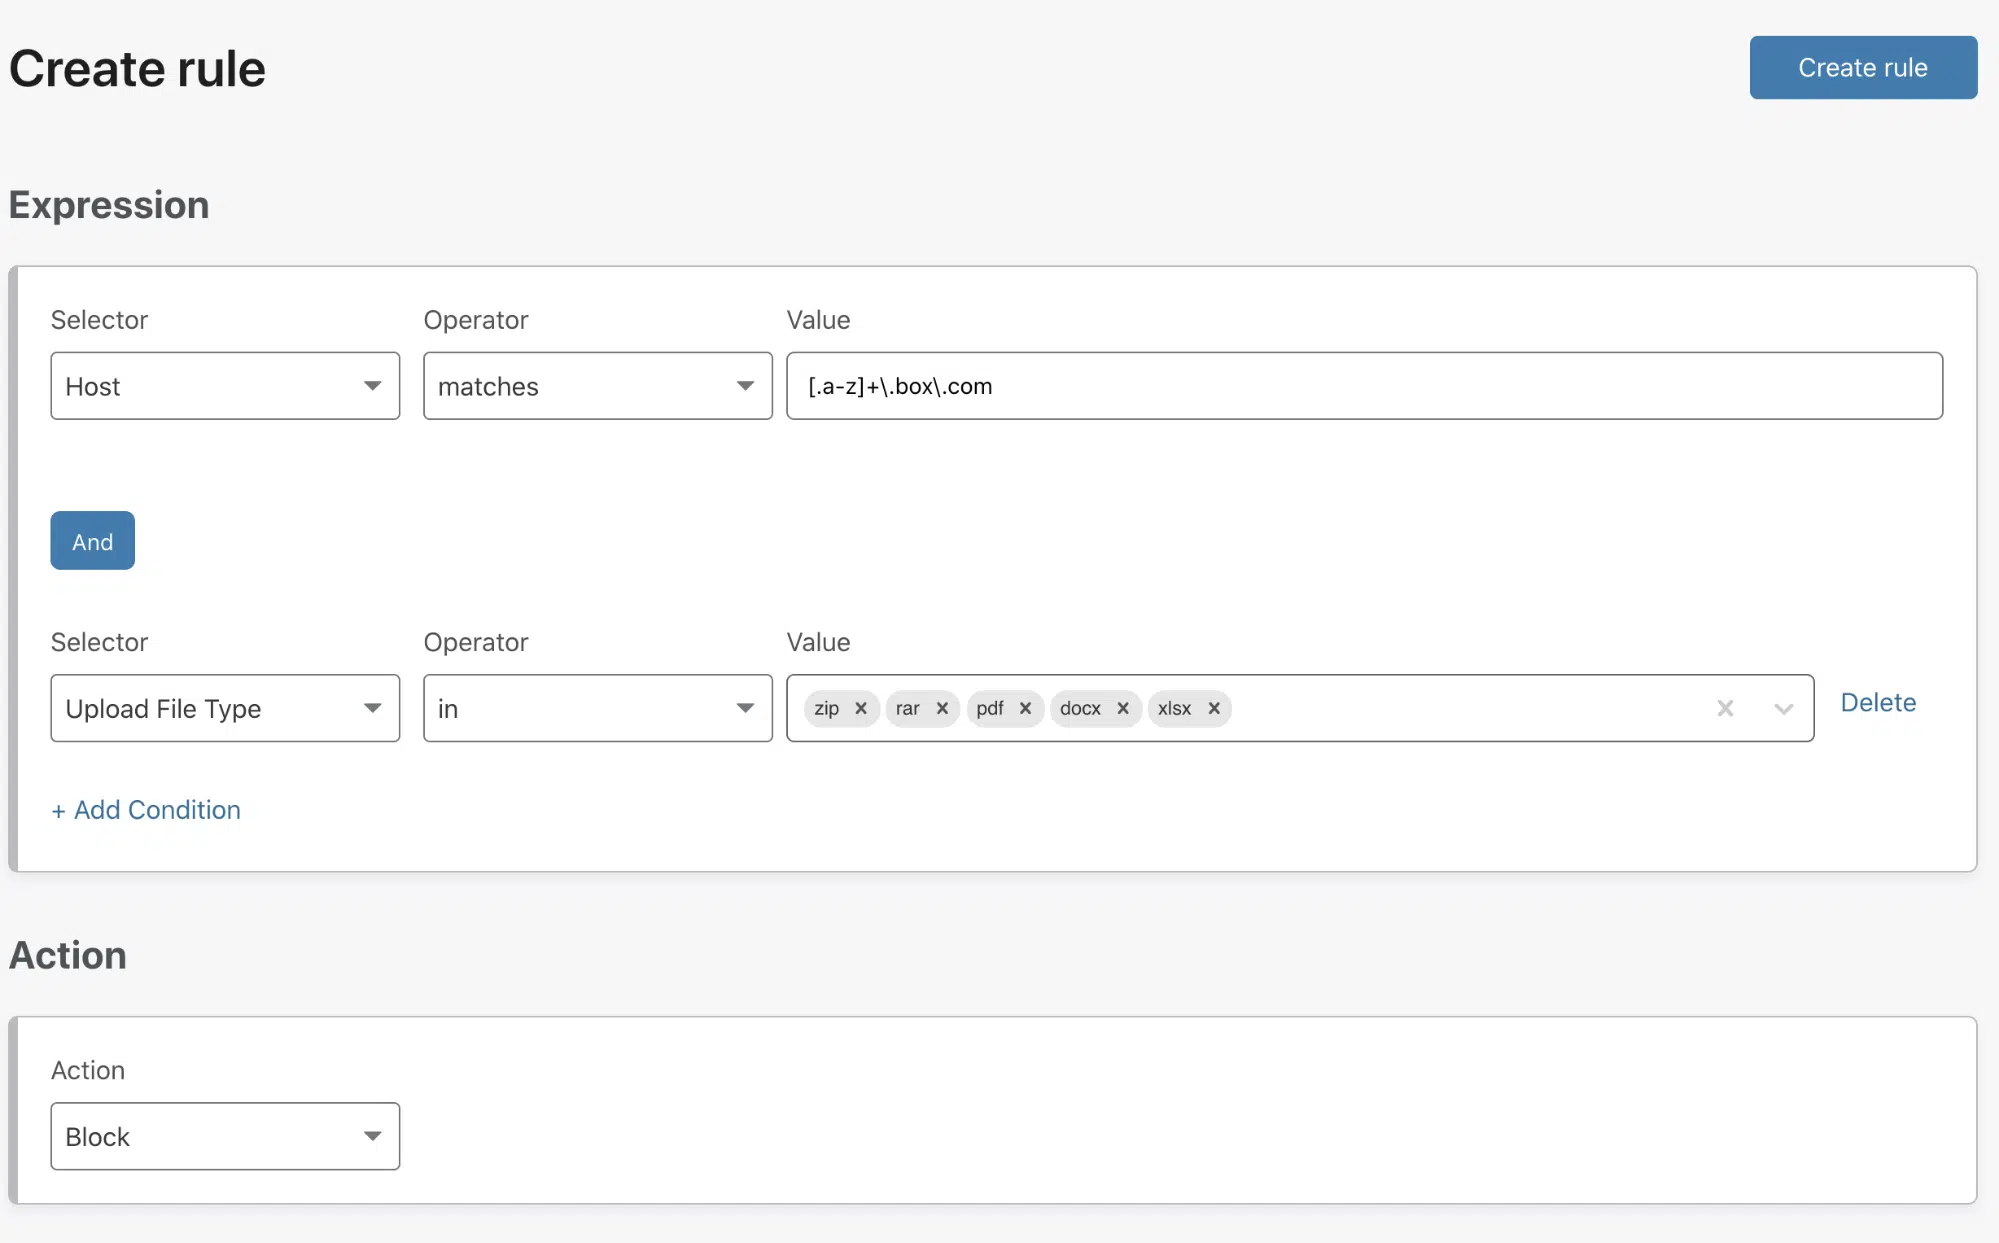 Create rule
Create rule
Expression
Selector Operator Value
Host matches [.a-z]+\.box\.com
And
Selector Operator Value
Upload File Type in zip × rar × pdf × docx × xlsx × Delete
+ Add Condition
Action
Action
Block